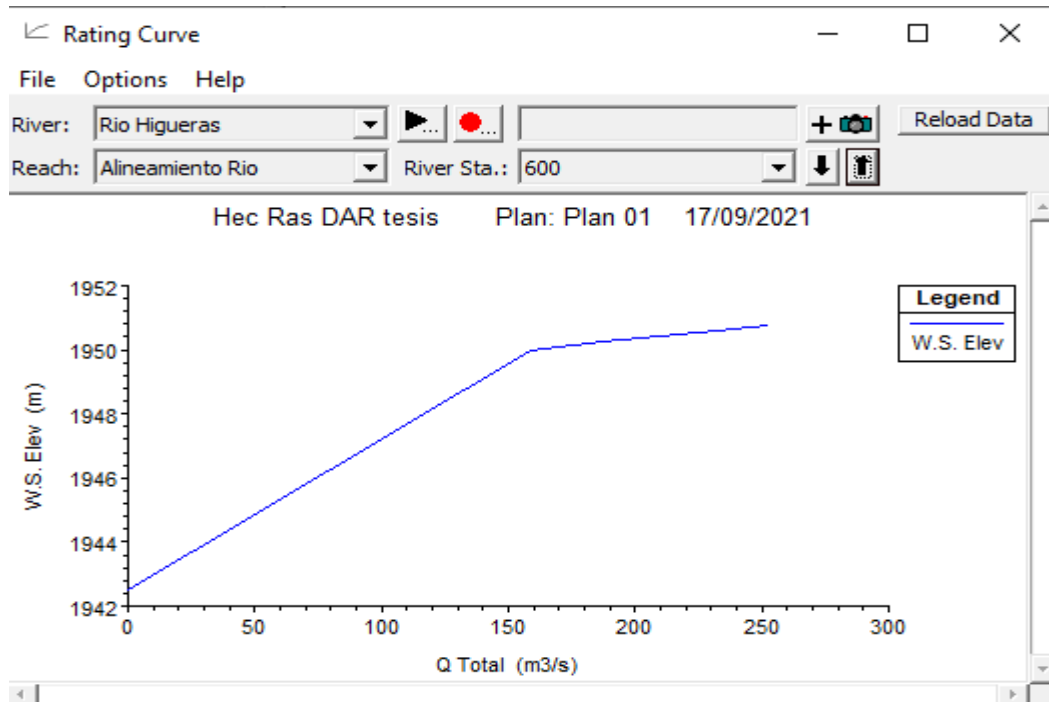 Rating Curve
File Options Help
River: Rio Higueras ... ... + Reload Data
Reach: Alineamiento Rio River Sta.: 600
Hec Ras DAR tesis Plan: Plan 01 17/09/2021
1952
1950
1948
1946
1944
1942
W.S. Elev (m)
0 50 100 150 200 250 300
Q Total (m3/s)
Legend
W.S. Elev